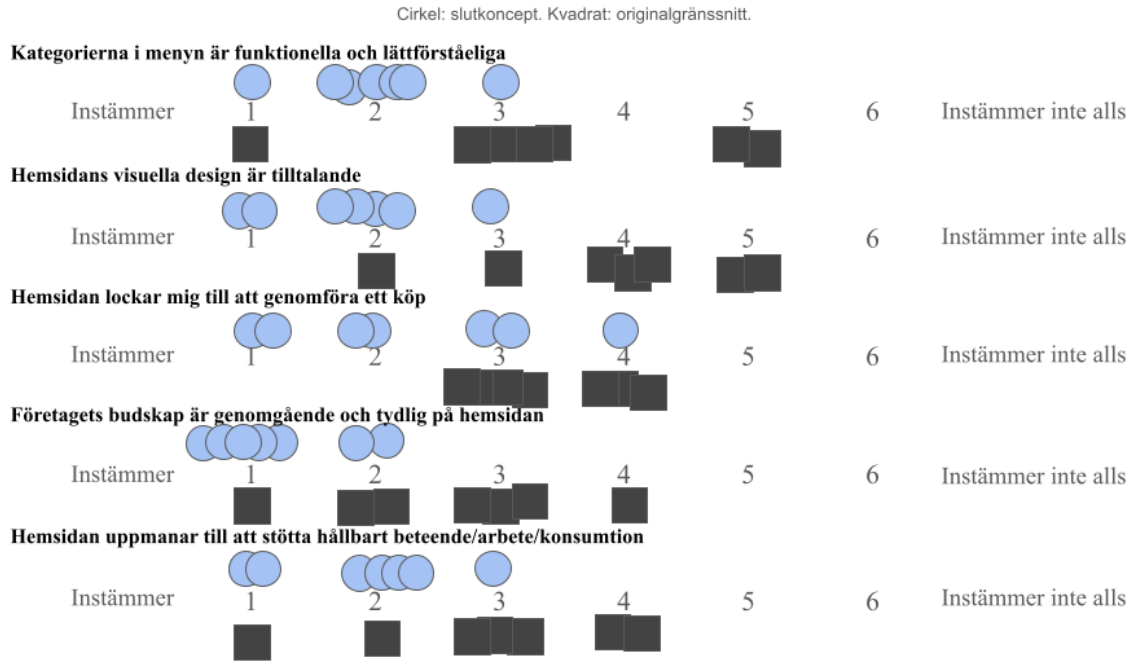 Cirkel: slutkoncept. Kvadrat: originalgränssnitt.
Kategorierna i menyn är funktionella och lättförståeliga
Instämmer 1 2 3 4 5 6 Instämmer inte alls
Hemsidans visuella design är tilltalande
Instämmer 1 2 3 4 5 6 Instämmer inte alls
Hemsidan lockar mig till att genomföra ett köp
Instämmer 1 2 3 4 5 6 Instämmer inte alls
Företagets budskap är genomgående och tydlig på hemsidan
Instämmer 1 2 3 4 5 6 Instämmer inte alls
Hemsidan uppmanar till att stötta hållbart beteende/arbete/konsumtion
Instämmer 1 2 3 4 5 6 Instämmer inte alls